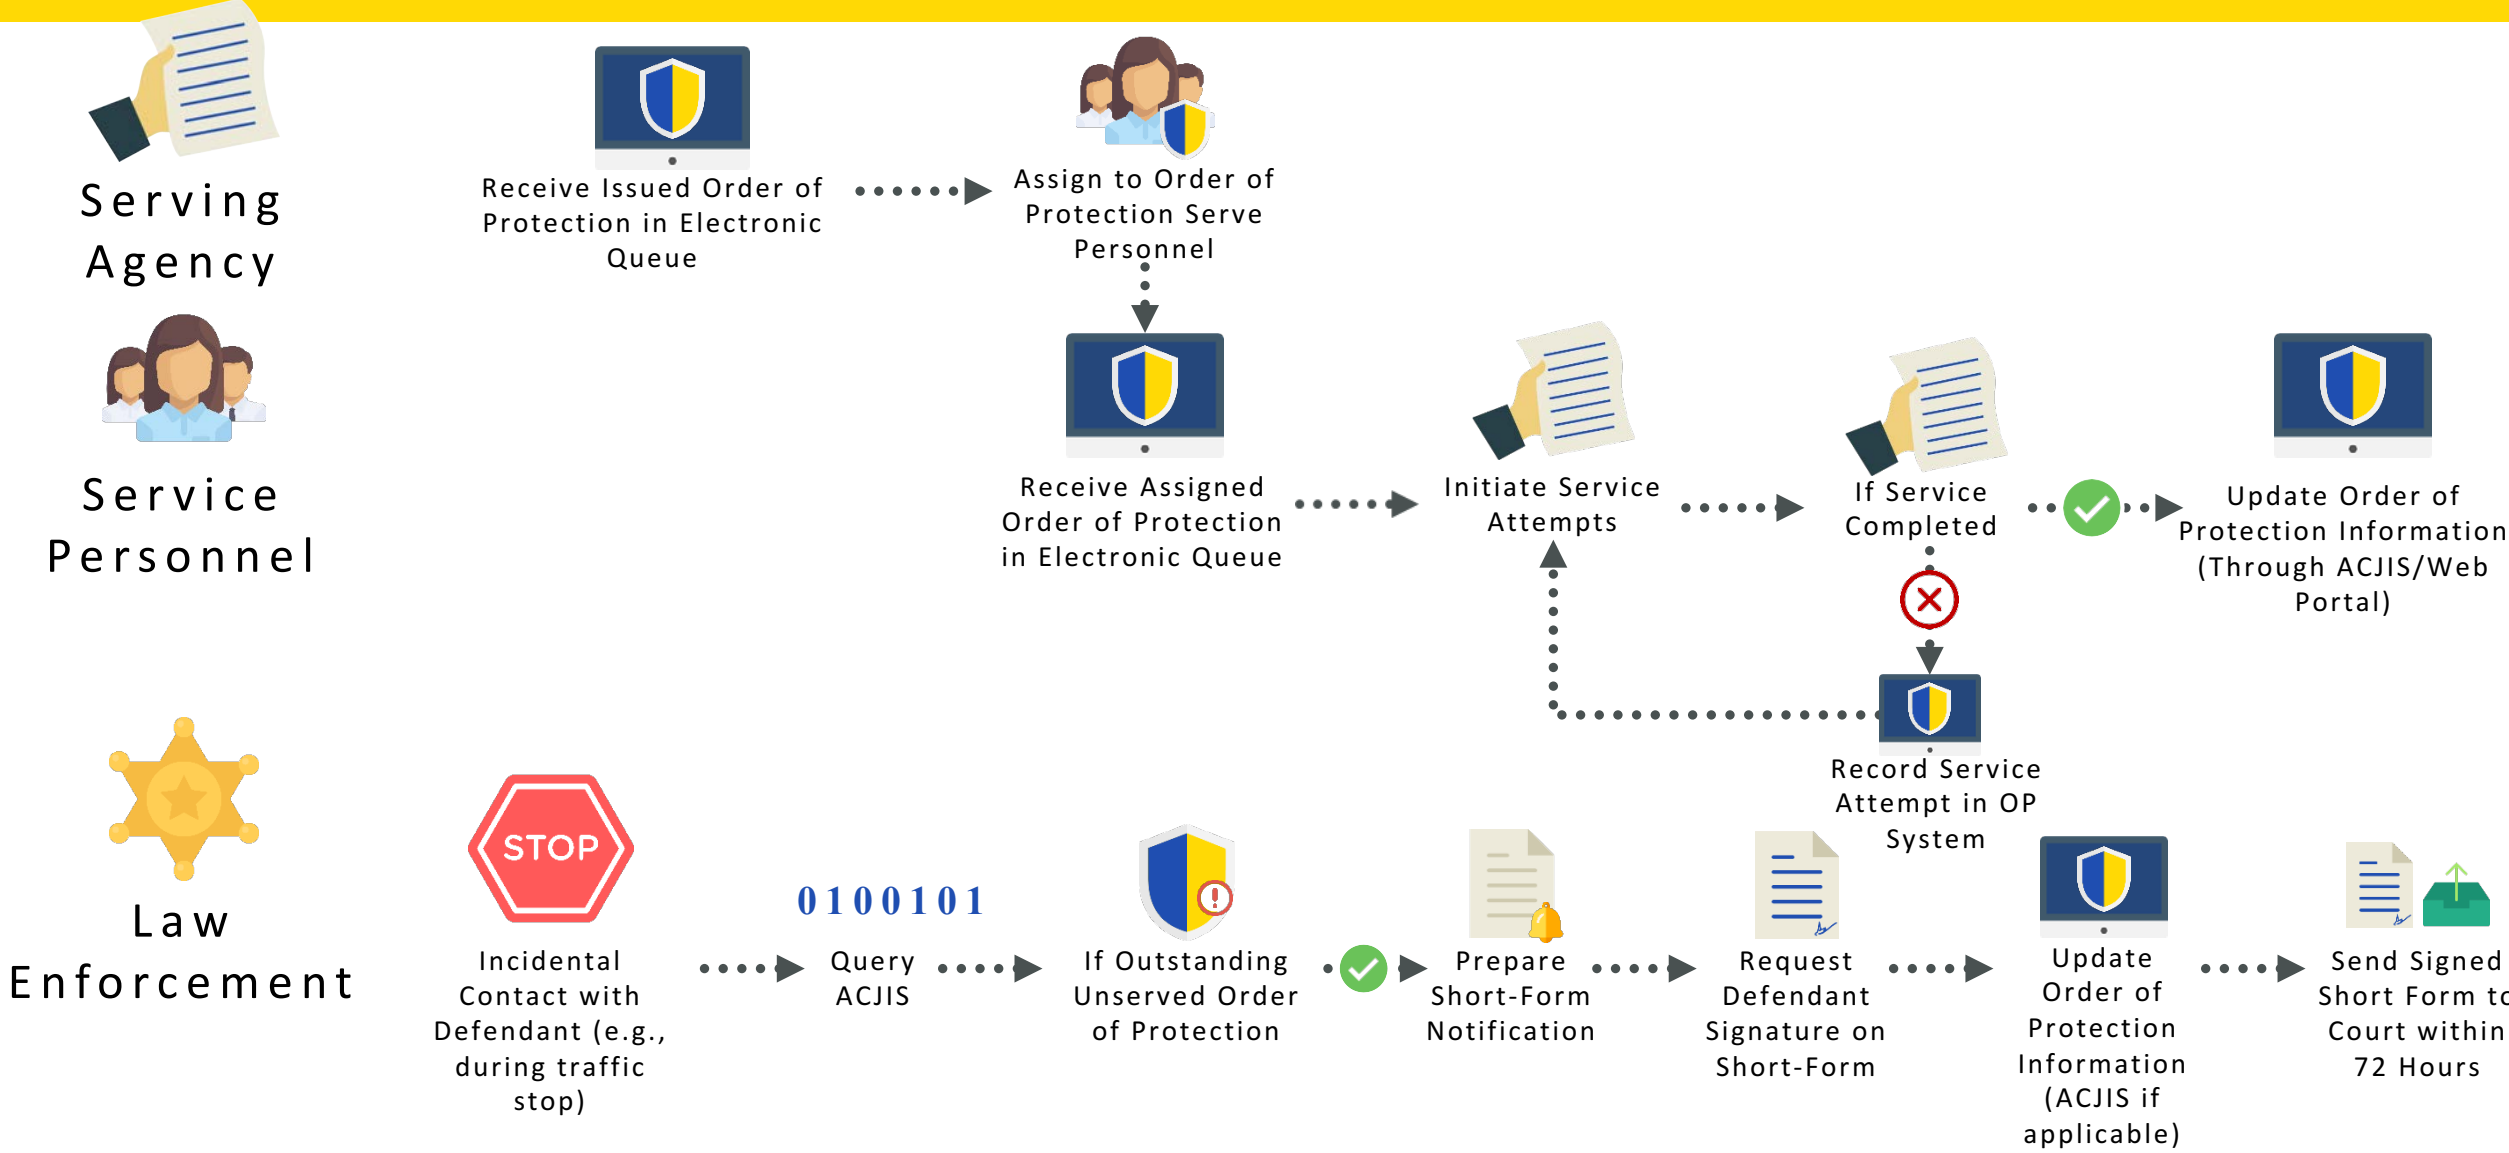 Serving
Agency
Receive Issued Order of
Protection in Electronic
Queue
Assign to Order of
Protection Serve
Personnel
Service
Personnel
Receive Assigned
Order of Protection
in Electronic Queue
Initiate Service
Attempts
If Service
Completed
Update Order of
Protection Information
(Through ACJIS/Web
Portal)
Record Service
Attempt in OP
System
Law
Enforcement
STOP
Incidental
Contact with
Defendant (e.g.,
during traffic
stop)
0100101
Query
ACJIS
If Outstanding
Unserved Order
of Protection
Prepare
Short-Form
Notification
Request
Defendant
Signature on
Short-Form
Update
Order of
Protection
Information
(ACJIS if
applicable)
Send Signed
Short Form to
Court within
72 Hours